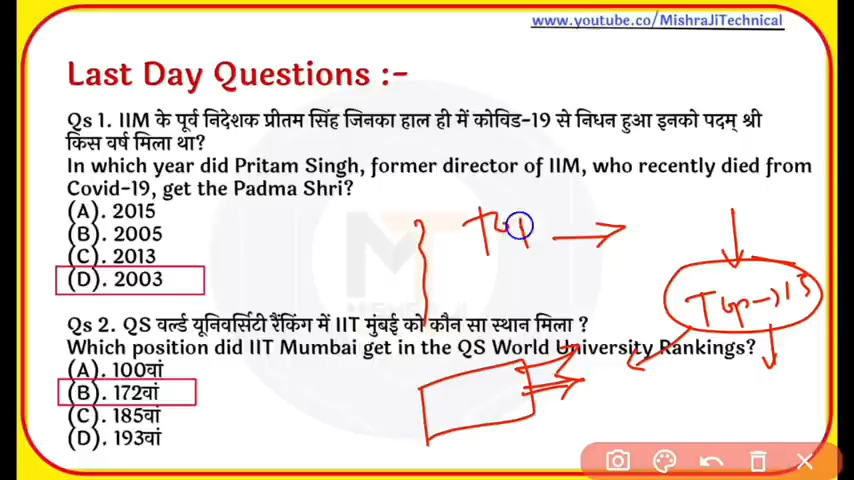 www.youtube.co/MishraJiTechnical
Last Day Questions :-
Qs 1. IIM के पूर्व निदेशक प्रीतम सिंह जिनका हाल ही में कोविड-19 से निधन हुआ इनको पदम् श्री
किस वर्ष मिला था?
In which year did Pritam Singh, former director of IIM, who recently died from
Covid-19, get the Padma Shri?
(A). 2015
(B). 2005
(C). 2013
(D). 2003
Top->15
Qs 2. QS वर्ल्ड यूनिवर्सिटी रैंकिंग में IIT मुंबई को कौन सा स्थान मिला ?
Which position did IIT Mumbai get in the QS World University Rankings?
(A). 100वां
(B). 172वां
(C). 185वां
(D). 193वां